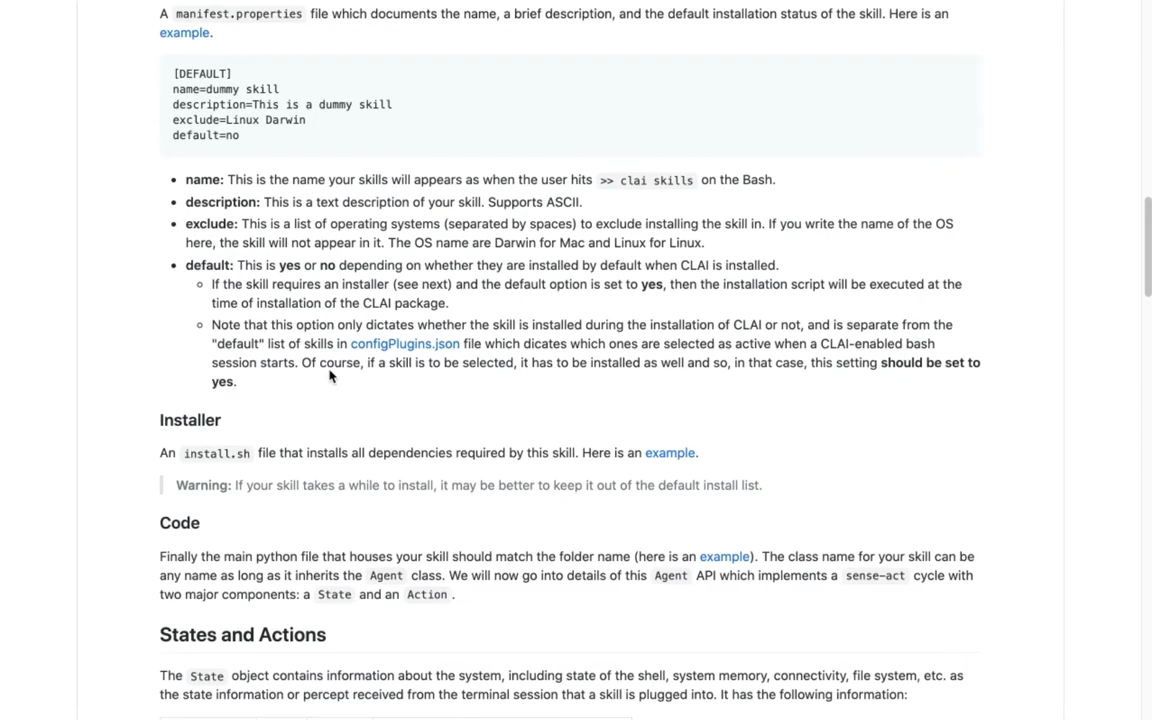 A manifest.properties file which documents the name, a brief description, and the default installation status of the skill. Here is an
example.
[DEFAULT]
name=dummy skill
description=This is a dummy skill
exclude=Linux Darwin
default=no
name: This is the name your skills will appears as when the user hits >> clai skills on the Bash.
description: This is a text description of your skill. Supports ASCII.
exclude: This is a list of operating systems (separated by spaces) to exclude installing the skill in. If you write the name of the OS
here, the skill will not appear in it. The OS name are Darwin for Mac and Linux for Linux.
default: This is yes or no depending on whether they are installed by default when CLAI is installed.
If the skill requires an installer (see next) and the default option is set to yes, then the installation script will be executed at the
time of installation of the CLAI package.
Note that this option only dictates whether the skill is installed during the installation of CLAI or not, and is separate from the
"default" list of skills in configPlugins.json file which dicates which ones are selected as active when a CLAI-enabled bash
session starts. Of course, if a skill is to be selected, it has to be installed as well and so, in that case, this setting should be set to
yes.
Installer
An install.sh file that installs all dependencies required by this skill. Here is an example.
Warning: If your skill takes a while to install, it may be better to keep it out of the default install list.
Code
Finally the main python file that houses your skill should match the folder name (here is an example). The class name for your skill can be
any name as long as it inherits the Agent class. We will now go into details of this Agent API which implements a sense-act cycle with
two major components: a State and an Action.
States and Actions
The State object contains information about the system, including state of the shell, system memory, connectivity, file system, etc. as
the state information or percept received from the terminal session that a skill is plugged into. It has the following information: